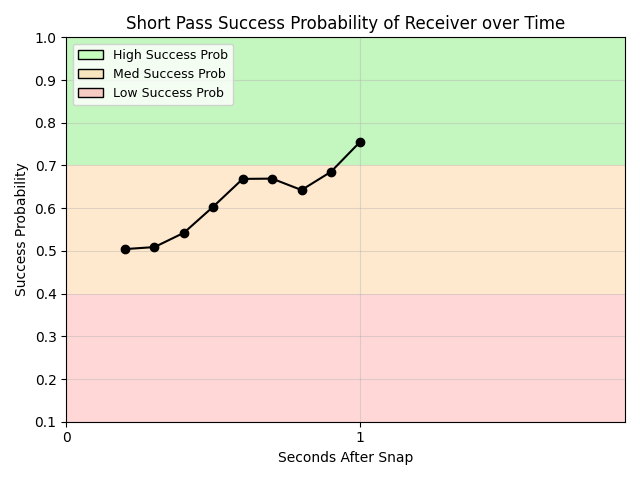 Short Pass Success Probability of Receiver over Time
High Success Prob
Med Success Prob
Low Success Prob
Success Probability
1.0
0.9
0.8
0.7
0.6
0.5
0.4
0.3
0.2
0.1
0
1
Seconds After Snap